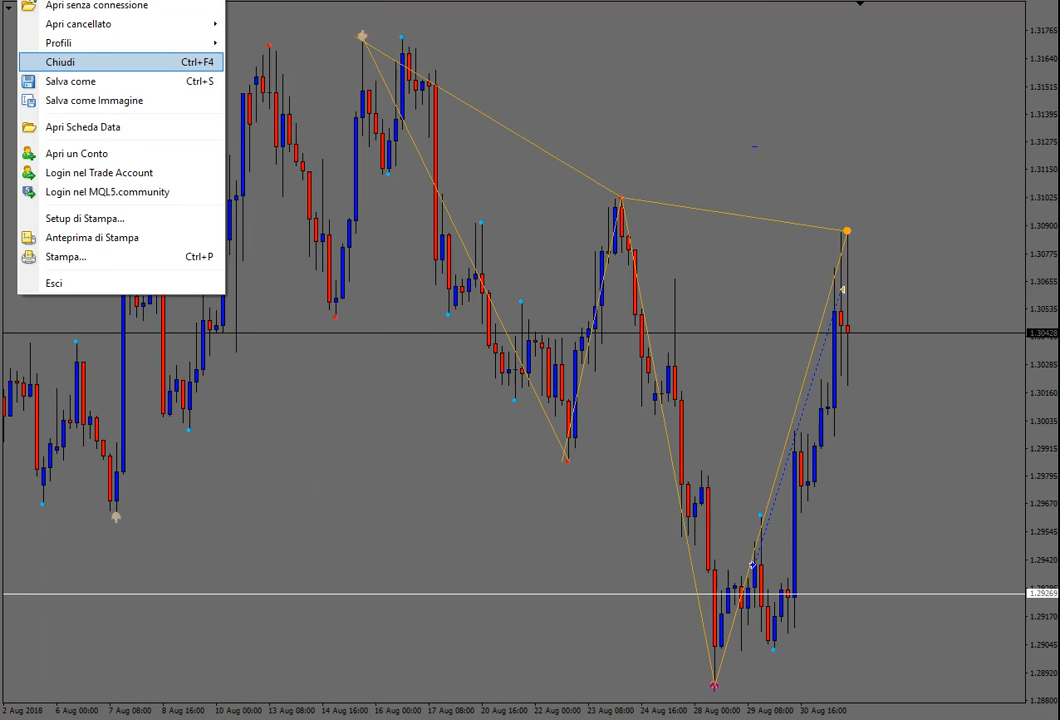 Apri senza connessione
Apri cancellato
Profili
Chiudi Ctrl+F4
Salva come Ctrl+S
Salva come Immagine
Apri Scheda Data
Apri un Conto
Login nel Trade Account
Login nel MQL5.community
Setup di Stampa...
Anteprima di Stampa
Stampa... Ctrl+P
Esci
1.31765
1.31640
1.31515
1.31395
1.31275
1.31150
1.31025
1.30900
1.30775
1.30655
1.30535
1.30428
1.30285
1.30160
1.30035
1.29915
1.29795
1.29670
1.29545
1.29420
1.29269
1.29170
1.29045
1.28920
1.28800
2 Aug 2018 6 Aug 00:00 7 Aug 08:00 8 Aug 16:00 10 Aug 00:00 13 Aug 08:00 14 Aug 16:00 16 Aug 00:00 17 Aug 08:00 20 Aug 16:00 22 Aug 00:00 23 Aug 08:00 24 Aug 16:00 28 Aug 00:00 29 Aug 08:00 30 Aug 16:00